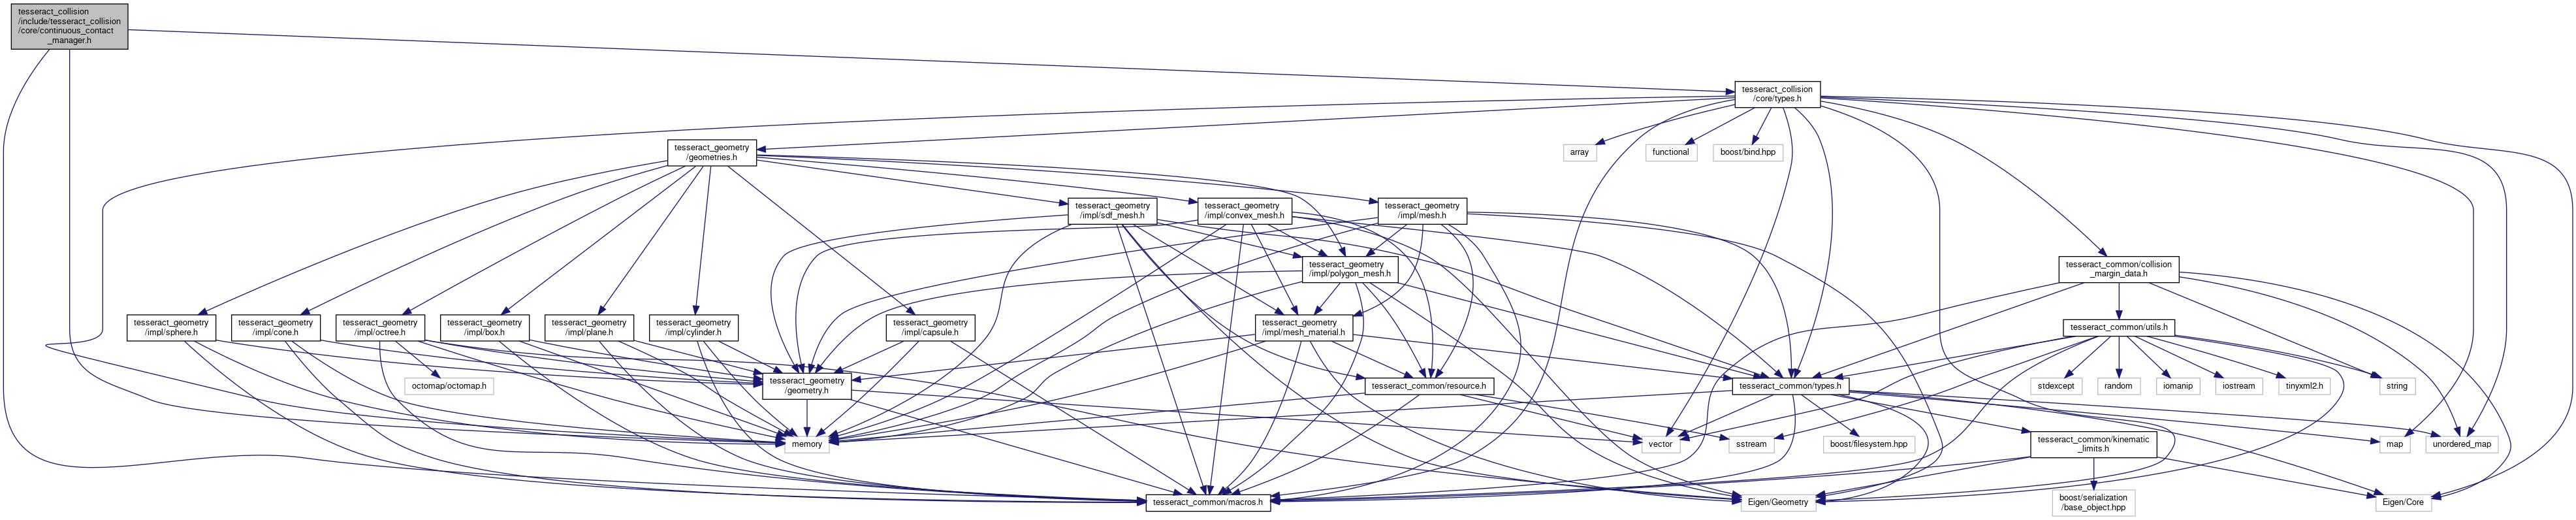 tesseract_collision
/include/tesseract_collision
/core/continuous_contact
_manager.h
tesseract_collision
/core/types.h
tesseract_geometry
/geometries.h
array
functional
boost/bind.hpp
tesseract_geometry
/impl/sdf_mesh.h
tesseract_geometry
/impl/convex_mesh.h
tesseract_geometry
/impl/mesh.h
tesseract_geometry
/impl/polygon_mesh.h
tesseract_common/collision
_margin_data.h
tesseract_geometry
/impl/sphere.h
tesseract_geometry
/impl/cone.h
tesseract_geometry
/impl/octree.h
tesseract_geometry
/impl/box.h
tesseract_geometry
/impl/plane.h
tesseract_geometry
/impl/cylinder.h
tesseract_geometry
/impl/capsule.h
tesseract_geometry
/impl/mesh_material.h
tesseract_common/utils.h
octomap/octomap.h
tesseract_geometry
/geometry.h
tesseract_common/resource.h
tesseract_common/types.h
stdexcept
random
iomanip
iostream
tinyxml2.h
string
memory
vector
sstream
boost/filesystem.hpp
tesseract_common/kinematic
_limits.h
map
unordered_map
tesseract_common/macros.h
Eigen/Geometry
boost/serialization
/base_object.hpp
Eigen/Core